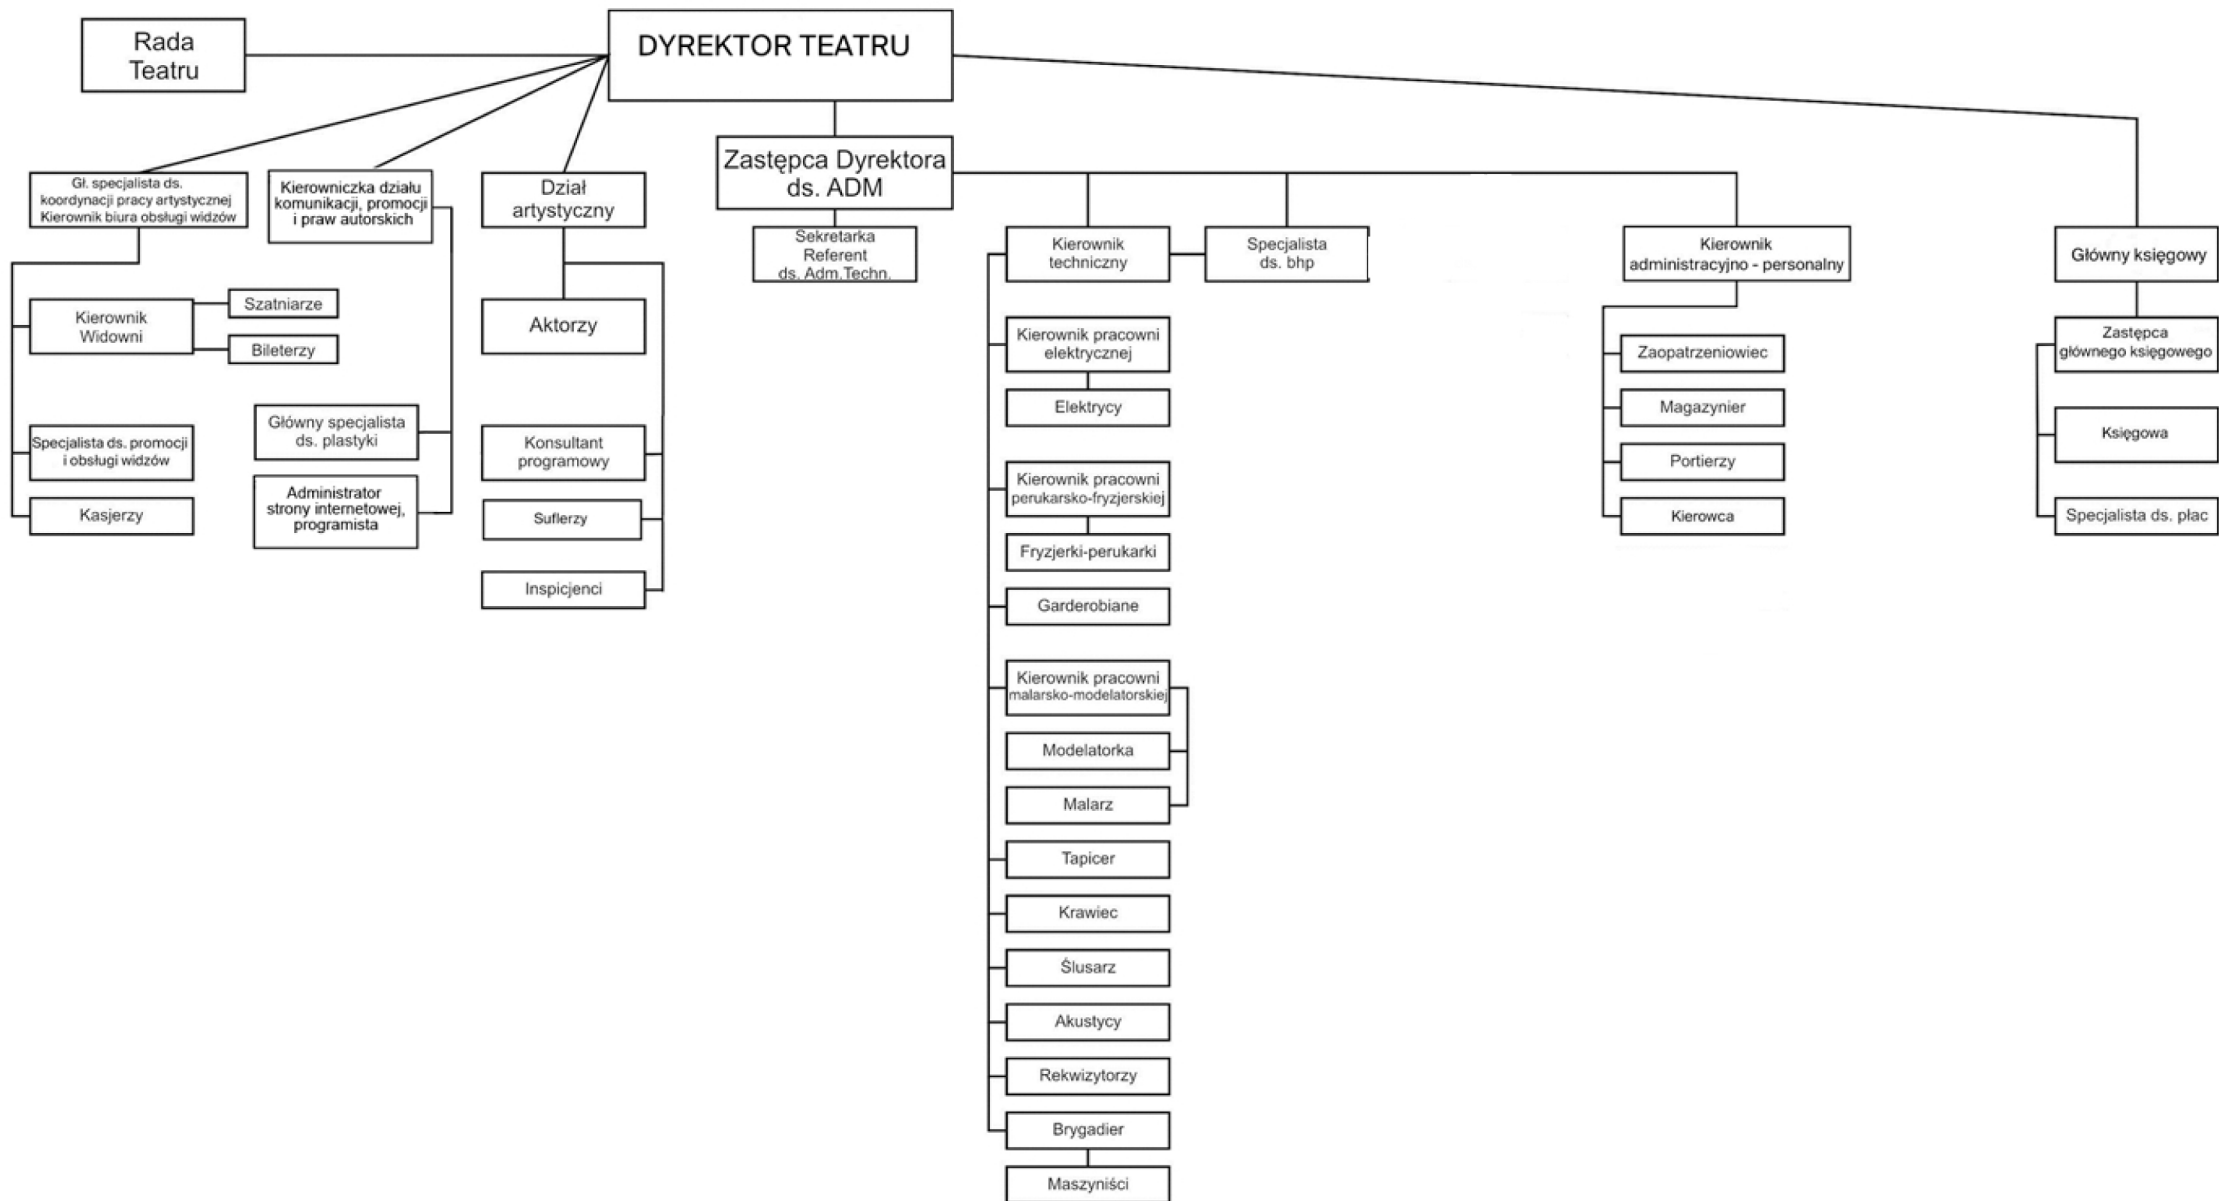 Rada
Teatru
DYREKTOR TEATRU
Zastępca Dyrektora
ds. ADM
Gł. specjalista ds.
koordynacji pracy artystycznej
Kierownik biura obsługi widzów
Kierowniczka działu
komunikacji, promocji
i praw autorskich
Dział
artystyczny
Sekretarka
Referent
ds. Adm.Techn.
Kierownik
techniczny
Specjalista
ds. bhp
Kierownik
administracyjno - personalny
Główny księgowy
Kierownik
Widowni
Szatniarze
Bileterzy
Specjalista ds. promocji
i obsługi widzów
Kasjerzy
Główny specjalista
ds. plastyki
Administrator
strony internetowej,
programista
Aktorzy
Konsultant
programowy
Suflerzy
Inspicjenci
Kierownik pracowni
elektrycznej
Elektrycy
Kierownik pracowni
perukarsko-fryzjerskiej
Fryzjerki-perukarki
Garderobiane
Kierownik pracowni
malarsko-modelatorskiej
Modelatorka
Malarz
Tapicer
Krawiec
Ślusarz
Akustycy
Rekwizytorzy
Brygadier
Maszyniści
Zaopatrzeniowiec
Magazynier
Portierzy
Kierowca
Zastępca
głównego księgowego
Księgowa
Specjalista ds. płac